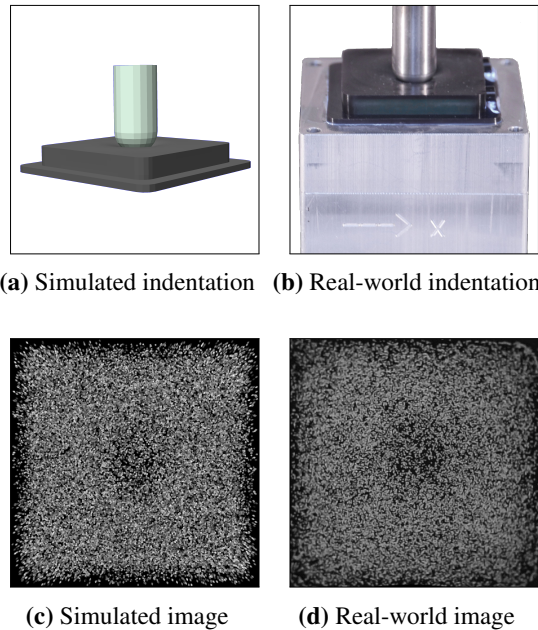 x
(a) Simulated indentation (b) Real-world indentation
(c) Simulated image (d) Real-world image